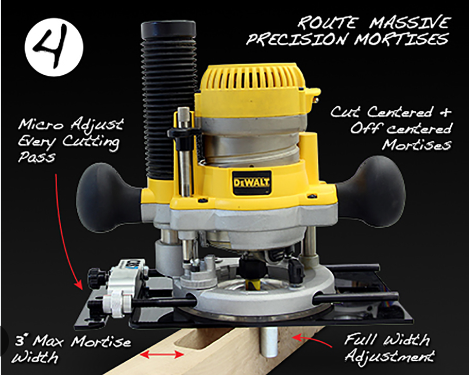 4
ROUTE MASSIVE
PRECISION MORTISES
Micro Adjust
Every Cutting
Pass
Cut Centered +
Off centered
Mortises
DEWALT
3" Max Mortise
Width
Full Width
Adjustment